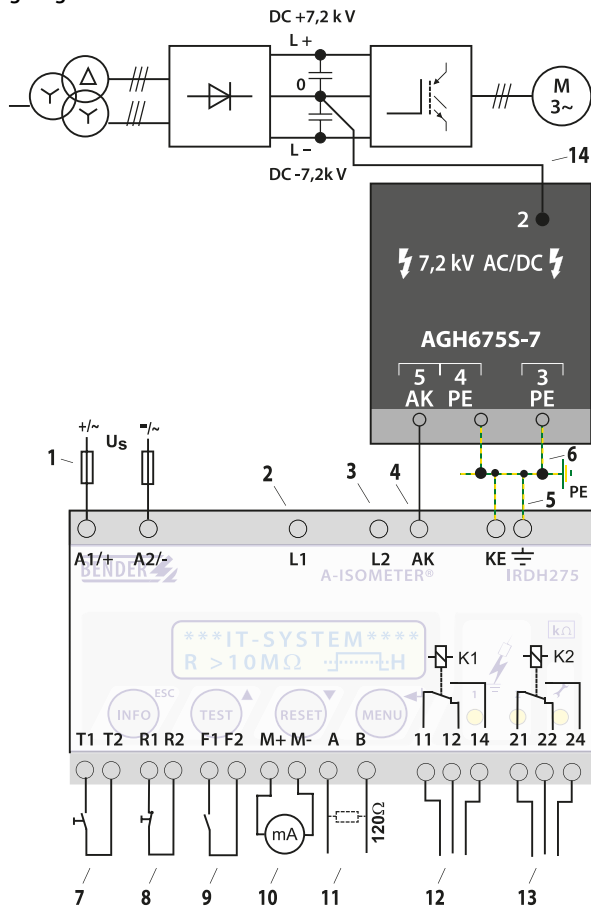 DC +7,2 k V
L +
0
L –
DC -7,2k V
M
3~
14
2
7,2 kV AC/DC
AGH675S-7
5 4 3
AK PE PE
+/~ Us -/~
1 2 3 4 5 6
PE
A1/+ A2/- L1 L2 AK KE
BENDER A-ISOMETER® IRDH275
kΩ
***IT-SYSTEM****
R >10MΩ LH
K1 K2
ESC
INFO TEST RESET MENU
1 2
T1 T2 R1 R2 F1 F2 M+ M- A B 11 12 14 21 22 24
mA
120Ω
7 8 9 10 11 12 13